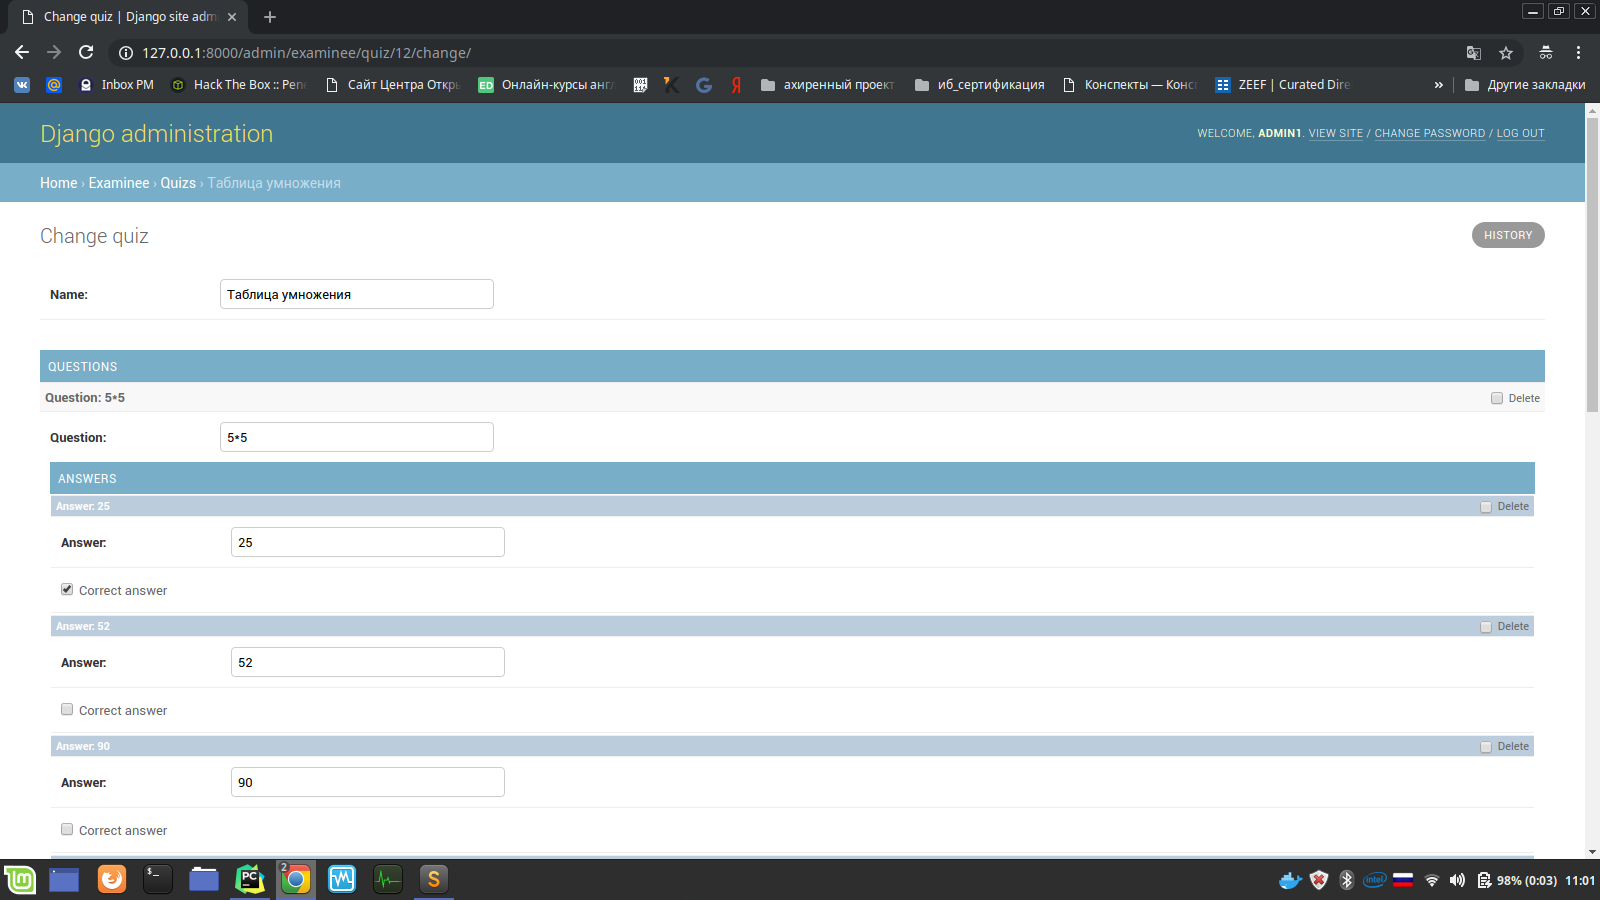 Change quiz | Django site adm
127.0.0.1:8000/admin/examinee/quiz/12/change/
Inbox PM
Hack The Box :: Pen
Сайт Центра Откр
ED Онлайн-курсы анг
ахиренный проект
иб_сертификация
Конспекты — Конс
ZEEF | Curated Dire
»
Другие закладки
Django administration
WELCOME, ADMIN1. VIEW SITE / CHANGE PASSWORD / LOG OUT
Home › Examinee › Quizs › Таблица умножения
Change quiz
HISTORY
Name:
Таблица умножения
QUESTIONS
Question: 5*5
Delete
Question:
5*5
ANSWERS
Answer: 25
Delete
Answer:
25
Correct answer
Answer: 52
Delete
Answer:
52
Correct answer
Answer: 90
Delete
Answer:
90
Correct answer
PC
2
S
intel
98% (0:03)
11:01